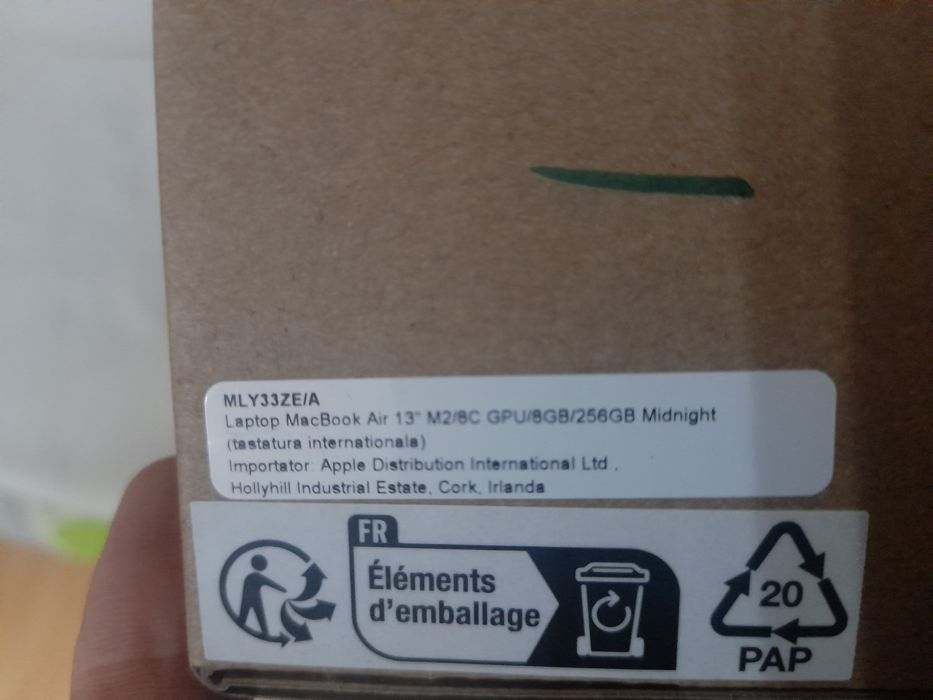 MLY33ZE/A
Laptop MacBook Air 13" M2/8C GPU/8GB/256GB Midnight
(tastatura internationala)
Importator: Apple Distribution International Ltd.,
Hollyhill Industrial Estate, Cork, Irlanda
FR
Éléments
d'emballage
20
PAP